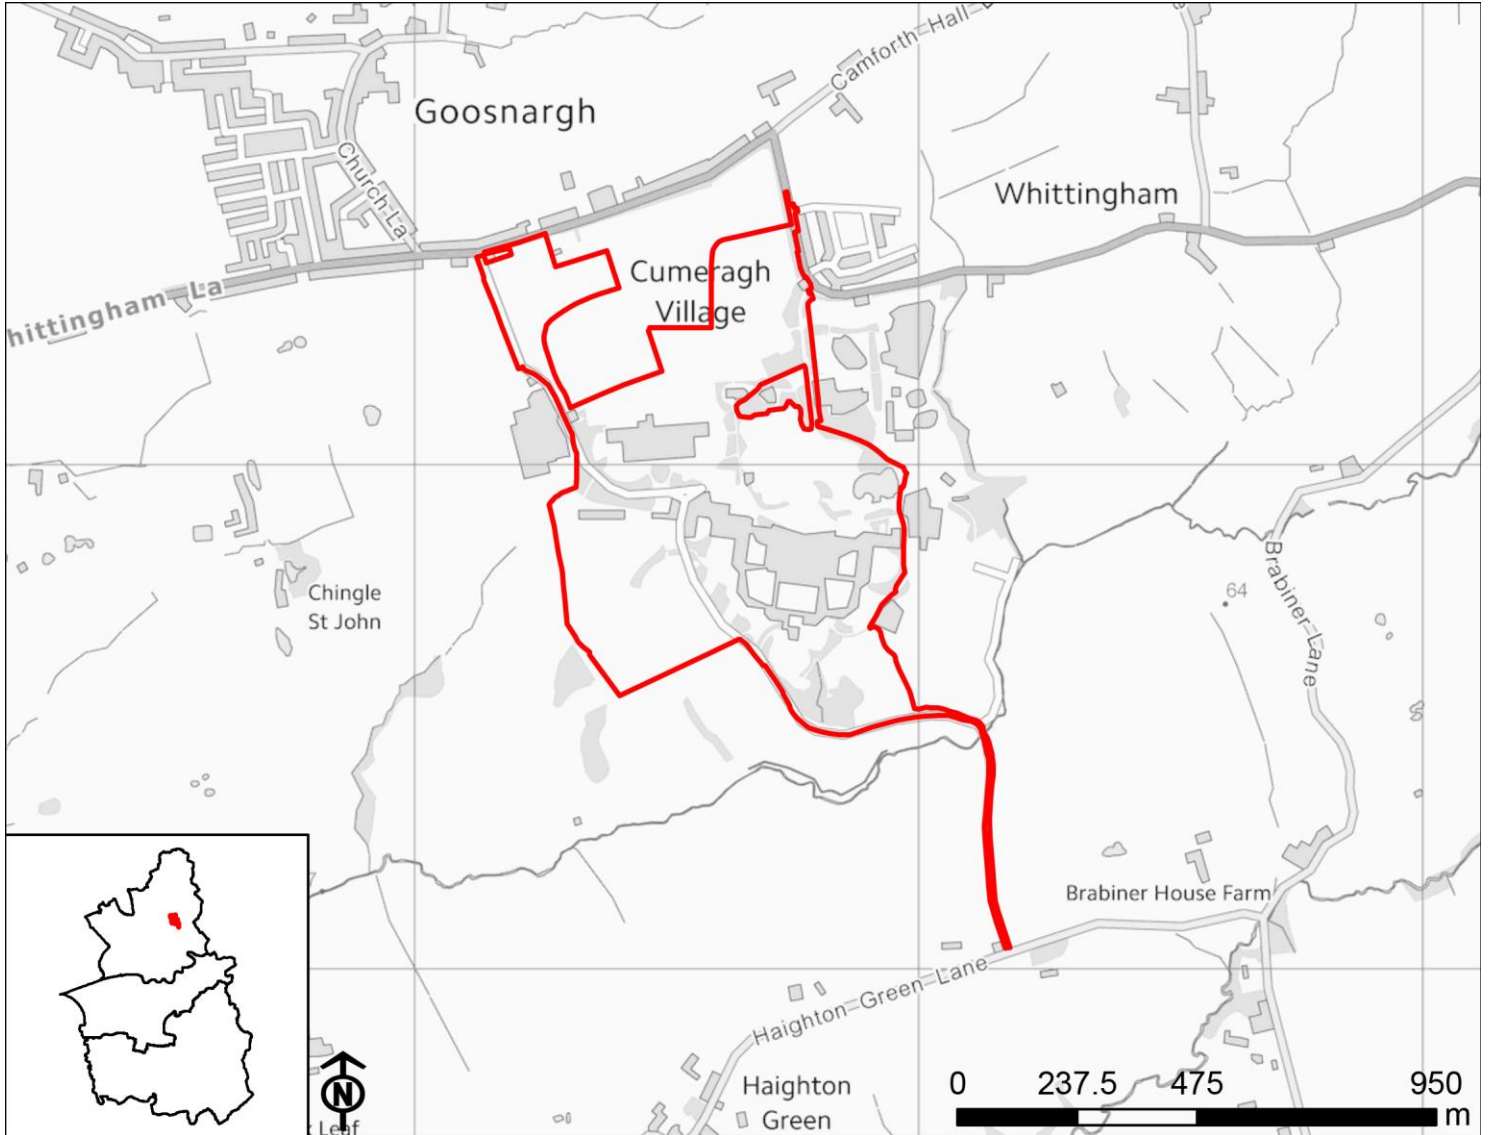 Camforth-Hall-
Goosnargh
Church-La
Whittingham
Cumeragh
Village
hittingham-La
Chingle
St John
64
Brabiner-Lane
Brabiner House Farm
Haighton-Green-Lane
Haighton
Green
0 237.5 475 950
m
N
Leaf